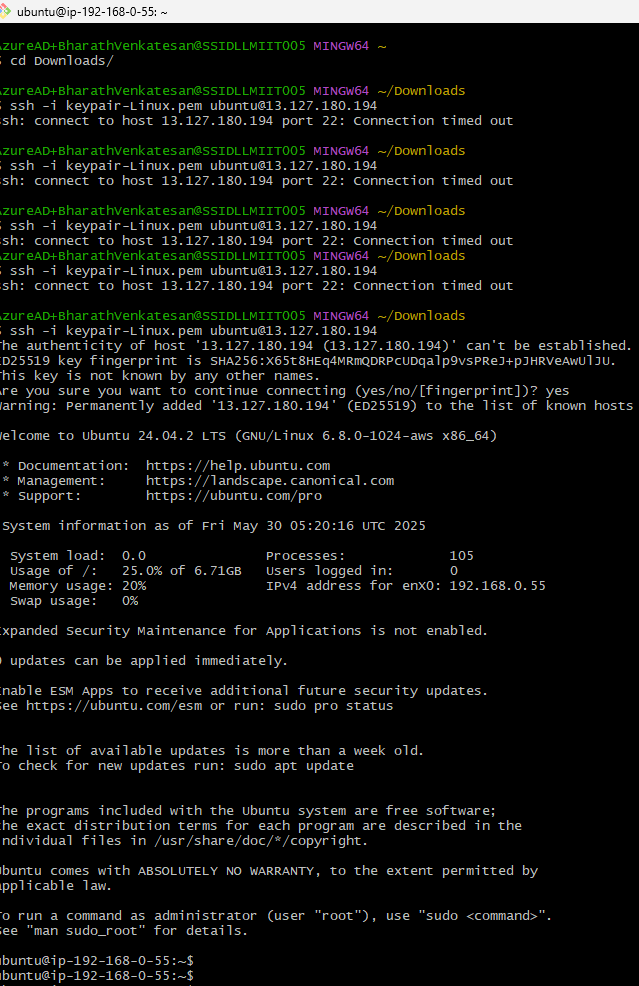 ubuntu@ip-192-168-0-55: ~
AzureAD+BharathVenkatesan@SSIDLLMIIT005 MINGW64 ~
$ cd Downloads/
AzureAD+BharathVenkatesan@SSIDLLMIIT005 MINGW64 ~/Downloads
$ ssh -i keypair-Linux.pem ubuntu@13.127.180.194
ssh: connect to host 13.127.180.194 port 22: Connection timed out
AzureAD+BharathVenkatesan@SSIDLLMIIT005 MINGW64 ~/Downloads
$ ssh -i keypair-Linux.pem ubuntu@13.127.180.194
ssh: connect to host 13.127.180.194 port 22: Connection timed out
AzureAD+BharathVenkatesan@SSIDLLMIIT005 MINGW64 ~/Downloads
$ ssh -i keypair-Linux.pem ubuntu@13.127.180.194
ssh: connect to host 13.127.180.194 port 22: Connection timed out
AzureAD+BharathVenkatesan@SSIDLLMIIT005 MINGW64 ~/Downloads
$ ssh -i keypair-Linux.pem ubuntu@13.127.180.194
ssh: connect to host 13.127.180.194 port 22: Connection timed out
AzureAD+BharathVenkatesan@SSIDLLMIIT005 MINGW64 ~/Downloads
$ ssh -i keypair-Linux.pem ubuntu@13.127.180.194
The authenticity of host '13.127.180.194 (13.127.180.194)' can't be established.
ED25519 key fingerprint is SHA256:X65t8HEq4MRmQDRPcUDqalp9vsPReJ+pJHRVeAwUlJU.
This key is not known by any other names.
Are you sure you want to continue connecting (yes/no/[fingerprint])? yes
Warning: Permanently added '13.127.180.194' (ED25519) to the list of known hosts
Welcome to Ubuntu 24.04.2 LTS (GNU/Linux 6.8.0-1024-aws x86_64)
* Documentation: https://help.ubuntu.com
* Management: https://landscape.canonical.com
* Support: https://ubuntu.com/pro
System information as of Fri May 30 05:20:16 UTC 2025
System load: 0.0 Processes: 105
Usage of /: 25.0% of 6.71GB Users logged in: 0
Memory usage: 20% IPv4 address for enX0: 192.168.0.55
Swap usage: 0%
Expanded Security Maintenance for Applications is not enabled.
0 updates can be applied immediately.
Enable ESM Apps to receive additional future security updates.
See https://ubuntu.com/esm or run: sudo pro status
The list of available updates is more than a week old.
To check for new updates run: sudo apt update
The programs included with the Ubuntu system are free software;
the exact distribution terms for each program are described in the
individual files in /usr/share/doc/*/copyright.
Ubuntu comes with ABSOLUTELY NO WARRANTY, to the extent permitted by
applicable law.
To run a command as administrator (user "root"), use "sudo <command>".
See "man sudo_root" for details.
ubuntu@ip-192-168-0-55:~$
ubuntu@ip-192-168-0-55:~$